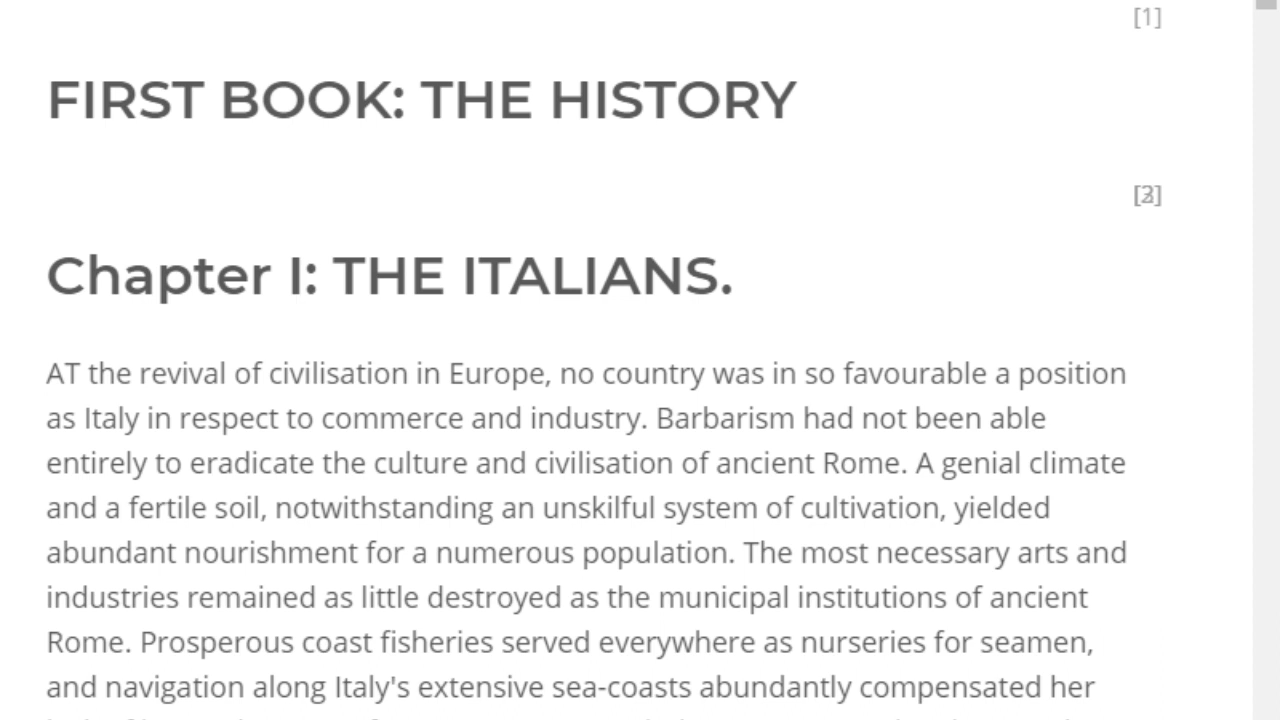 [1]
FIRST BOOK: THE HISTORY
Chapter I: THE ITALIANS.
AT the revival of civilisation in Europe, no country was in so favourable a position
as Italy in respect to commerce and industry. Barbarism had not been able
entirely to eradicate the culture and civilisation of ancient Rome. A genial climate
and a fertile soil, notwithstanding an unskilful system of cultivation, yielded
abundant nourishment for a numerous population. The most necessary arts and
industries remained as little destroyed as the municipal institutions of ancient
Rome. Prosperous coast fisheries served everywhere as nurseries for seamen,
and navigation along Italy's extensive sea-coasts abundantly compensated her